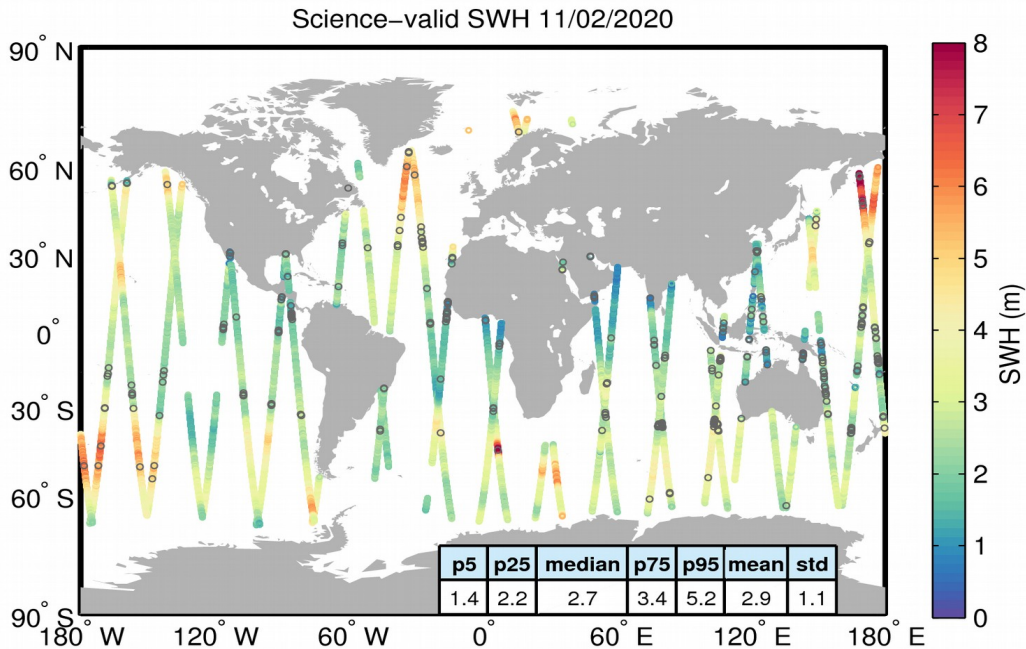 Science−valid SWH 11/02/2020
90° N
60° N
30° N
0°
30° S
60° S
90° S
180° W 120° W 60° W 0° 60° E 120° E 180° E
p5 p25 median p75 p95 mean std
1.4 2.2 2.7 3.4 5.2 2.9 1.1
8
7
6
5
4
3
2
1
0
SWH (m)